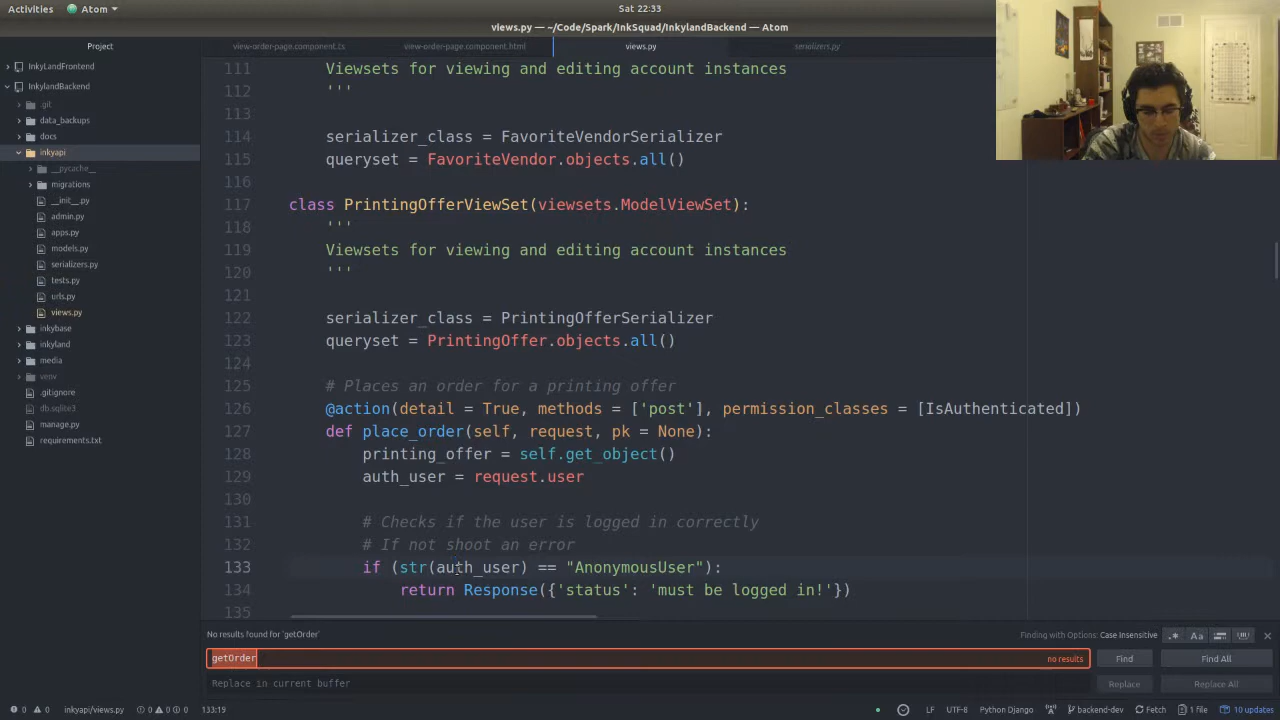 Activities
Atom
Sat 22:33
views.py — ~/Code/Spark/InkSquad/InkylandBackend — Atom
Project
view-order-page.component.ts
view-order-page.component.html
views.py
serializers.py
InkyLandFrontend
InkylandBackend
.git
data_backups
docs
inkyapi
__pycache__
migrations
__init__.py
admin.py
apps.py
models.py
serializers.py
tests.py
urls.py
views.py
inkybase
inkyland
media
venv
.gitignore
db.sqlite3
manage.py
requirements.txt
111 Viewsets for viewing and editing account instances
112 '''
113
114 serializer_class = FavoriteVendorSerializer
115 queryset = FavoriteVendor.objects.all()
116
117 class PrintingOfferViewSet(viewsets.ModelViewSet):
118 '''
119 Viewsets for viewing and editing account instances
120 '''
121
122 serializer_class = PrintingOfferSerializer
123 queryset = PrintingOffer.objects.all()
124
125 # Places an order for a printing offer
126 @action(detail = True, methods = ['post'], permission_classes = [IsAuthenticated])
127 def place_order(self, request, pk = None):
128 printing_offer = self.get_object()
129 auth_user = request.user
130
131 # Checks if the user is logged in correctly
132 # If not shoot an error
133 if (str(auth_user) == "AnonymousUser"):
134 return Response({'status': 'must be logged in!'})
135
No results found for 'getOrder'
Finding with Options: Case Insensitive
.* Aa
getOrder
no results
Find
Find All
Replace in current buffer
Replace
Replace All
0 0 inkyapi/views.py 0 0 0 133:19
LF UTF-8 Python Django backend-dev Fetch 1 file 10 updates